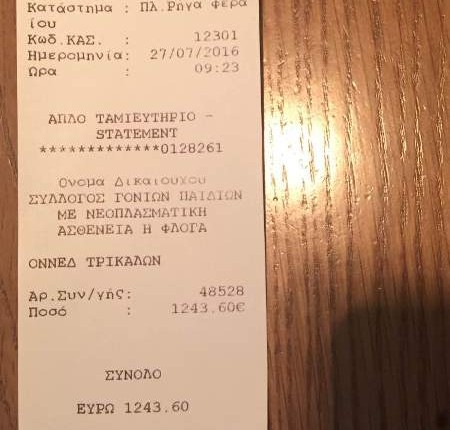 Κατάστημα : Πλ.Ρήγα Φερα
ίου
Κωδ.ΚΑΣ. : 12301
Ημερομηνία: 27/07/2016
Ώρα : 09:23
ΑΠΛΟ ΤΑΜΙΕΥΤΗΡΙΟ -
STATEMENT
*************0128261
Ονομα Δικαιούχου
ΣΥΛΛΟΓΟΣ ΓΟΝΙΩΝ ΠΑΙΔΙΩΝ
ΜΕ ΝΕΟΠΛΑΣΜΑΤΙΚΗ
ΑΣΘΕΝΕΙΑ Η ΦΛΟΓΑ
ΟΝΝΕΔ ΤΡΙΚΑΛΩΝ
Αρ.Συν/γής: 48528
Ποσό : 1243.60€
ΣΥΝΟΛΟ
ΕΥΡΩ 1243.60